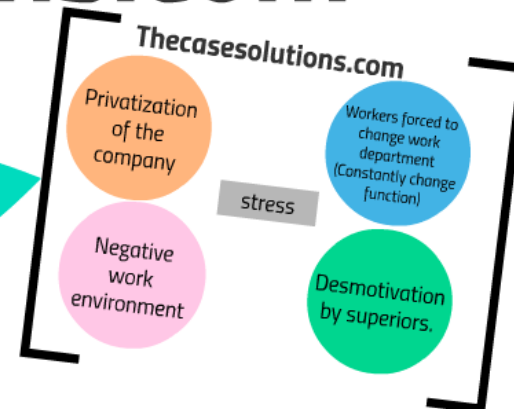 Thecasesolutions.com
Privatization
of the
company
Workers forced to
change work
department
(Constantly change
function)
stress
Negative
work
environment
Desmotivation
by superiors.